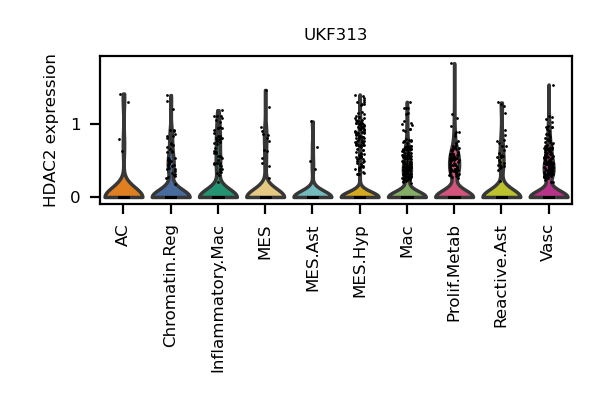 UKF313
HDAC2 expression
1
0
AC
Chromatin.Reg
Inflammatory.Mac
MES
MES.Ast
MES.Hyp
Mac
Prolif.Metab
Reactive.Ast
Vasc